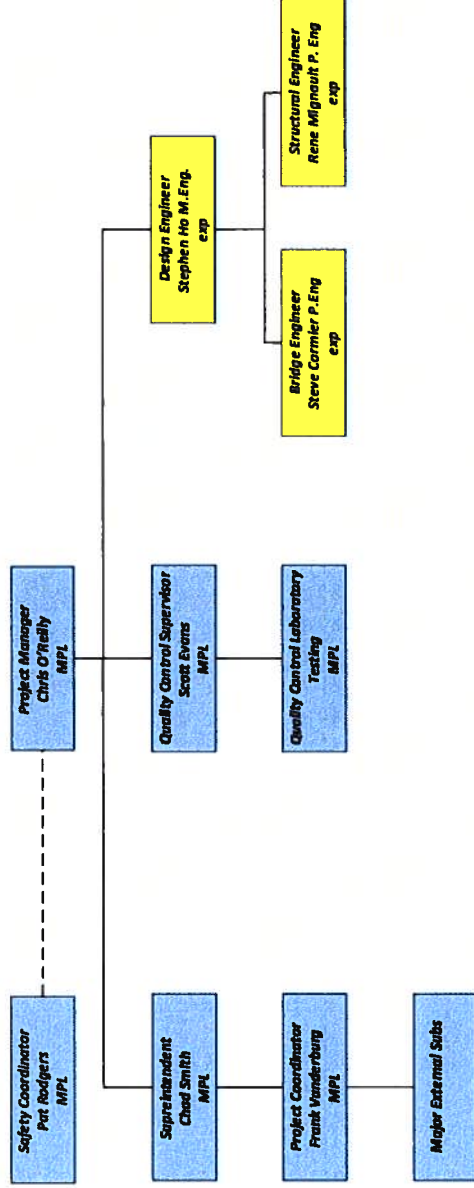 Safety Coordinator
Pat Rodgers
MPL
Project Manager
Chris O'Reilly
MPL
Supreintendent
Chad Smith
MPL
Quality Control Supervisor
Scott Evans
MPL
Design Engineer
Stephen Ho M.Eng.
exp
Project Coordinator
Frank Vanderburg
MPL
Quality Control Laboratory
Testing
MPL
Bridge Engineer
Steve Cormier P.Eng
exp
Structural Engineer
Rene Mignault P. Eng
exp
Major External Subs